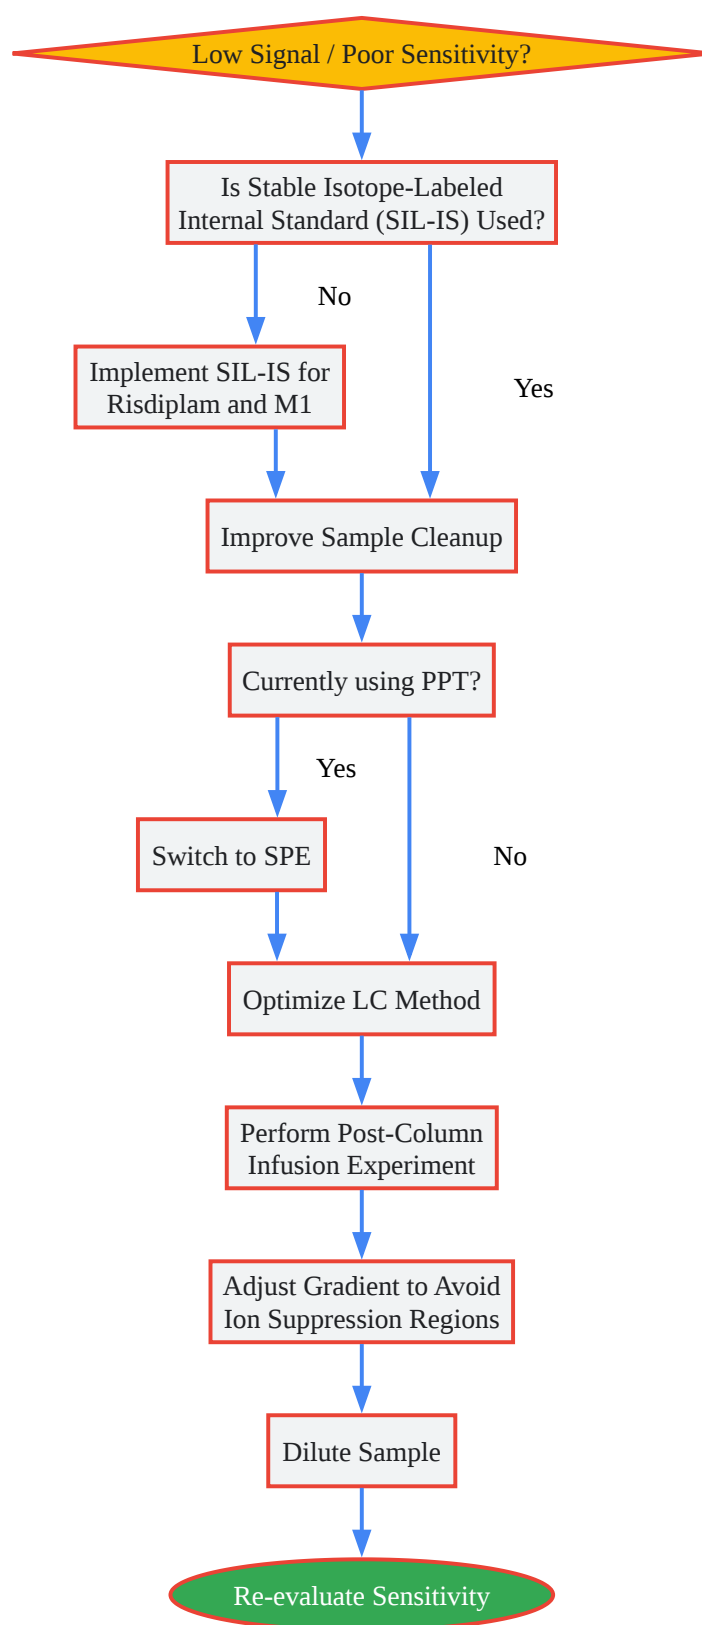 Low Signal / Poor Sensitivity?
Is Stable Isotope-Labeled
Internal Standard (SIL-IS) Used?
No
Implement SIL-IS for
Risdiplam and M1
Yes
Improve Sample Cleanup
Currently using PPT?
Yes
Switch to SPE
No
Optimize LC Method
Perform Post-Column
Infusion Experiment
Adjust Gradient to Avoid
Ion Suppression Regions
Dilute Sample
Re-evaluate Sensitivity